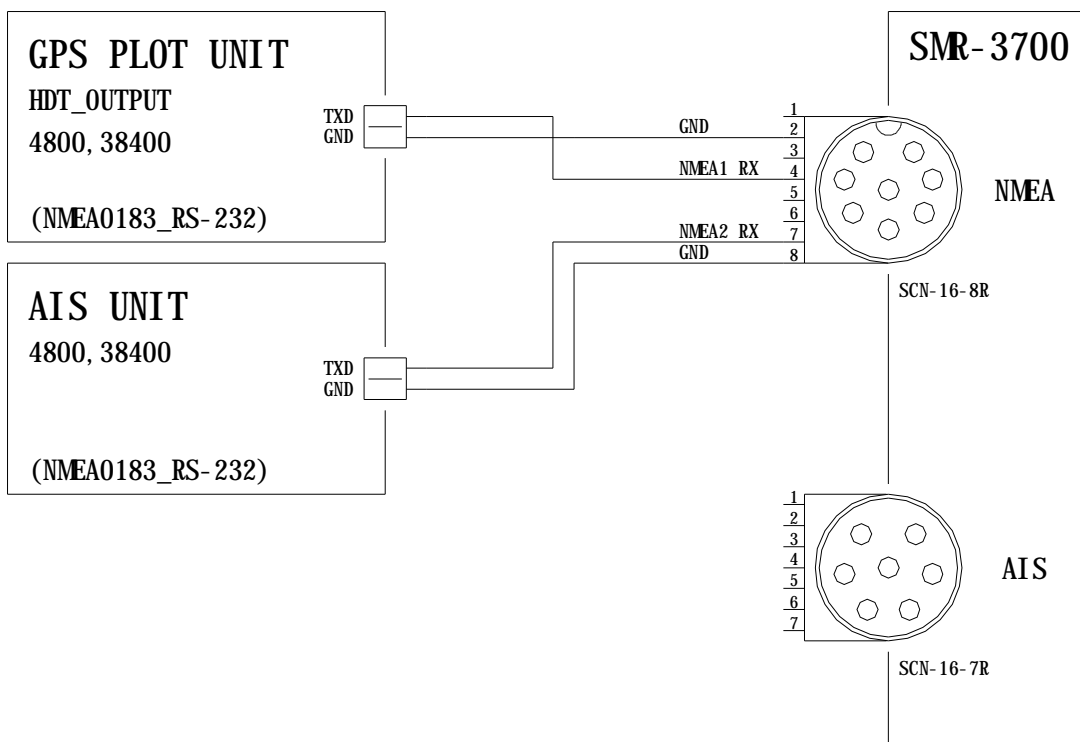 GPS PLOT UNIT
HDT_OUTPUT
4800,38400
(NMEA0183_RS-232)
TXD
GND
AIS UNIT
4800,38400
(NMEA0183_RS-232)
TXD
GND
GND
NMEA1 RX
NMEA2 RX
GND
1
2
3
4
5
6
7
8
SMR-3700
NMEA
SCN-16-8R
1
2
3
4
5
6
7
AIS
SCN-16-7R